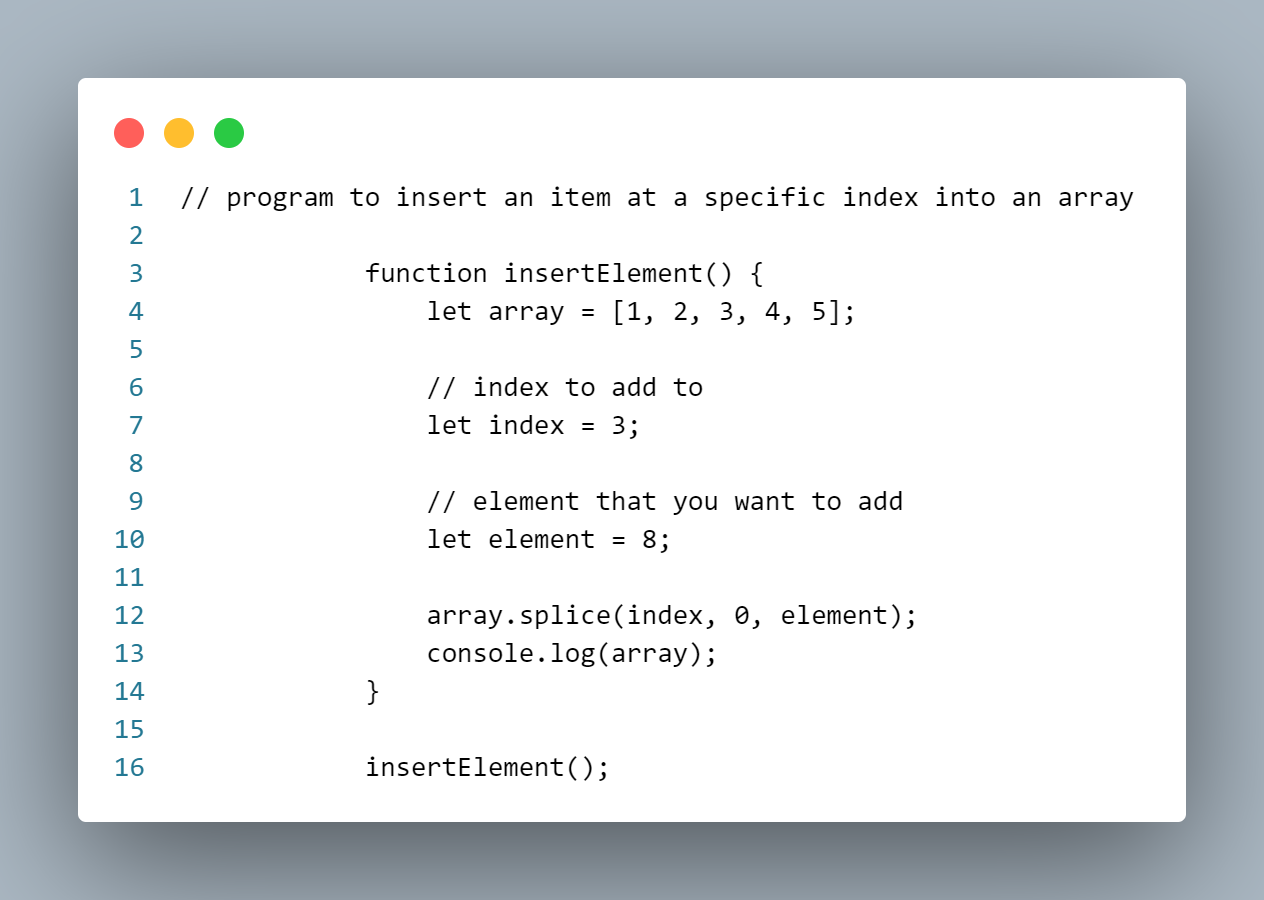 1 // program to insert an item at a specific index into an array
2
3 function insertElement() {
4 let array = [1, 2, 3, 4, 5];
5
6 // index to add to
7 let index = 3;
8
9 // element that you want to add
10 let element = 8;
11
12 array.splice(index, 0, element);
13 console.log(array);
14 }
15
16 insertElement();